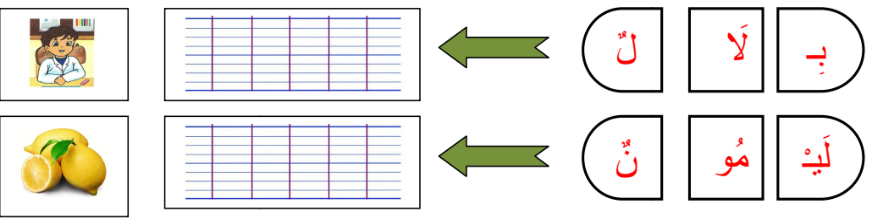 بِـ لَا لٌ
لَيْـ مُو نٌ